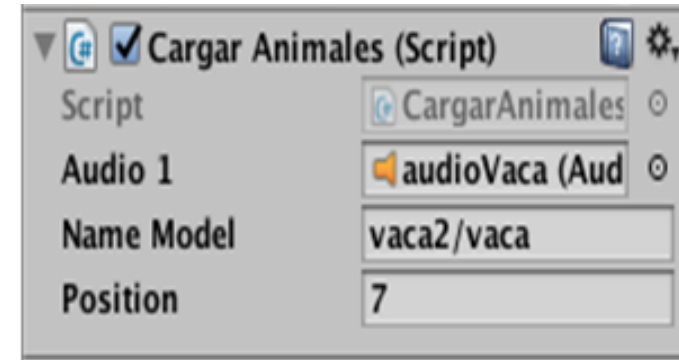 Cargar Animales (Script)
Script CargarAnimales
Audio 1 audioVaca (Aud
Name Model vaca2/vaca
Position 7